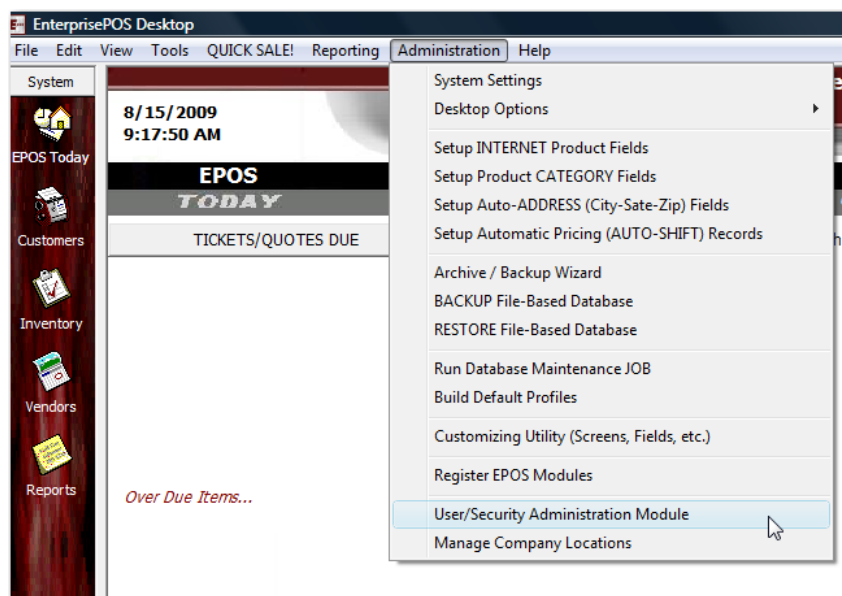 EnterprisePOS Desktop
File Edit View Tools QUICK SALE! Reporting Administration Help
System
EPOS Today
Customers
Inventory
Vendors
Reports
8/15/2009
9:17:50 AM
EPOS
TODAY
TICKETS/QUOTES DUE
Over Due Items...
System Settings
Desktop Options
Setup INTERNET Product Fields
Setup Product CATEGORY Fields
Setup Auto-ADDRESS (City-Sate-Zip) Fields
Setup Automatic Pricing (AUTO-SHIFT) Records
Archive / Backup Wizard
BACKUP File-Based Database
RESTORE File-Based Database
Run Database Maintenance JOB
Build Default Profiles
Customizing Utility (Screens, Fields, etc.)
Register EPOS Modules
User/Security Administration Module
Manage Company Locations